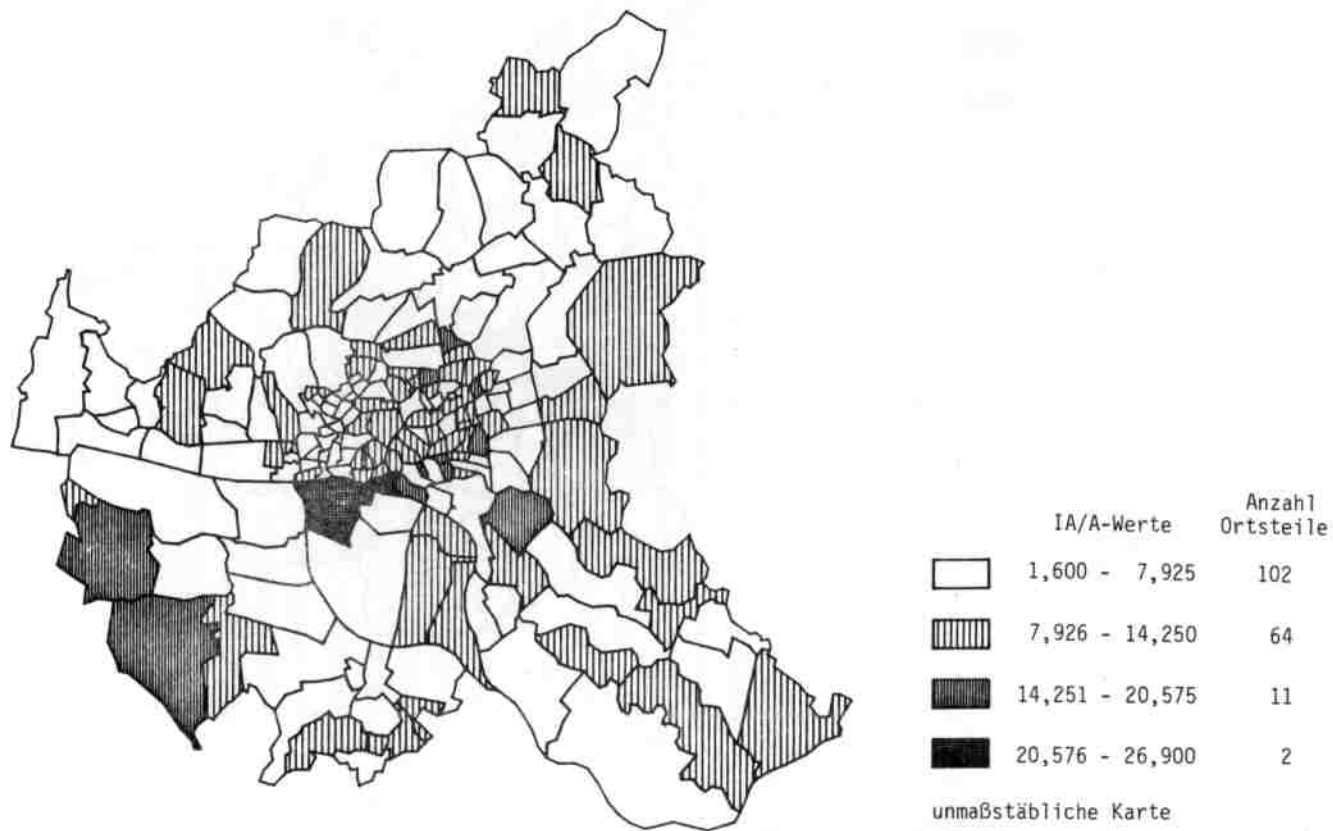 IA/A-Werte Anzahl Ortsteile
1,600 - 7,925 102
7,926 - 14,250 64
14,251 - 20,575 11
20,576 - 26,900 2
unmaßstäbliche Karte